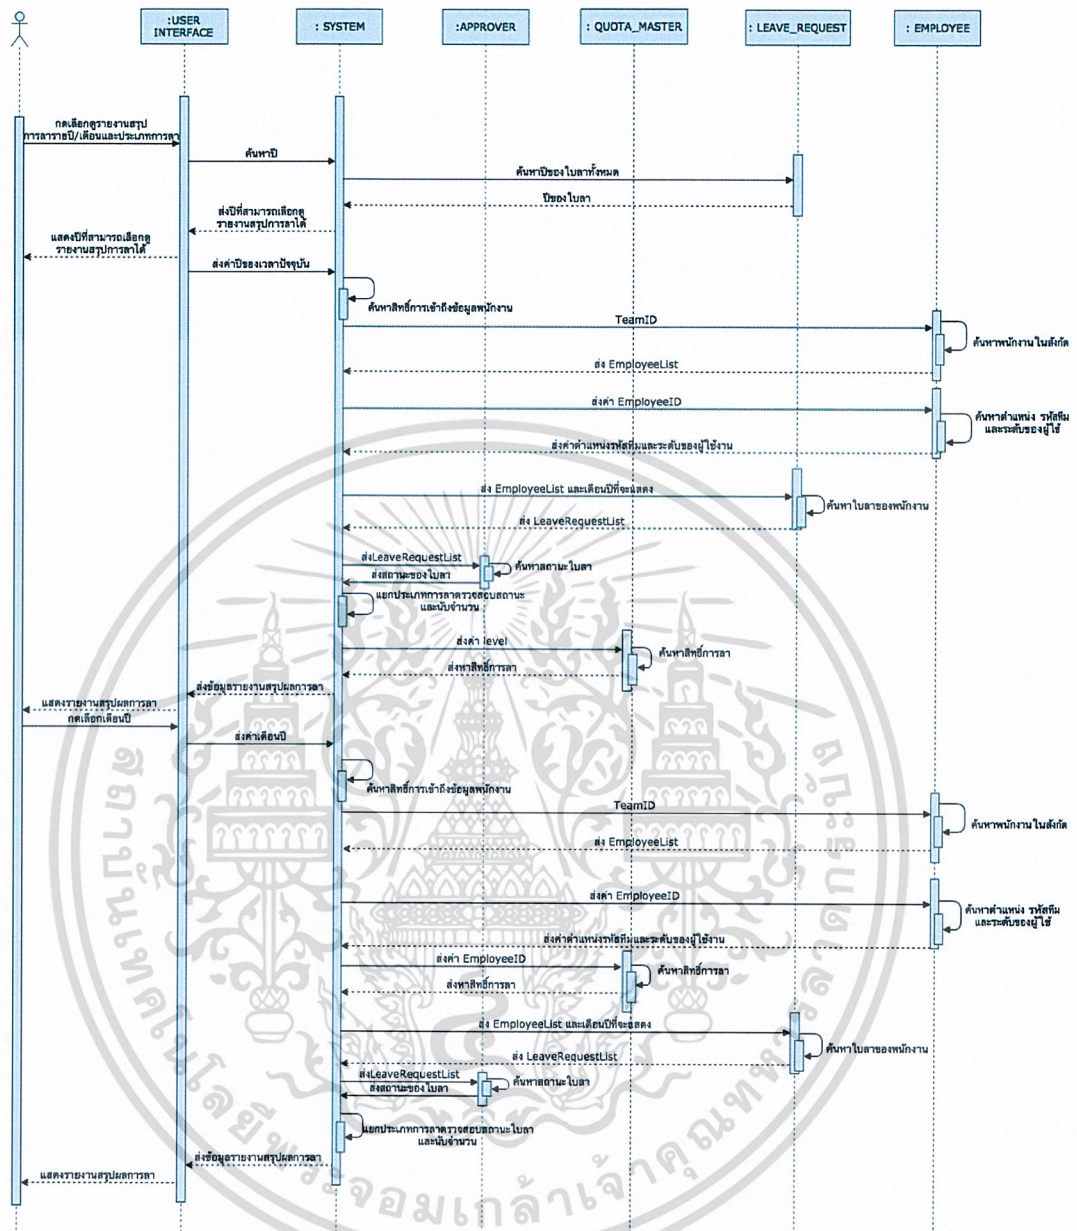 :USER
INTERFACE
: SYSTEM
:APPROVER
: QUOTA_MASTER
: LEAVE_REQUEST
: EMPLOYEE
กดเลือกดูรายงานสรุป
การลารายปี/เดือนและประเภทการลา
ค้นหาปี
ค้นหาปีของใบลาทั้งหมด
ปีของใบลา
ส่งปีที่สามารถเลือกดู
รายงานสรุปการลาได้
แสดงปีที่สามารถเลือกดู
รายงานสรุปการลาได้
ส่งค่าปีของเวลาปัจจุบัน
ค้นหาสิทธิ์การเข้าถึงข้อมูลพนักงาน
TeamID
ค้นหาพนักงานในสังกัด
ส่ง EmployeeList
ส่งค่า EmployeeID
ค้นหาตำแหน่ง รหัสทีม
และระดับของผู้ใช้
ส่งค่าตำแหน่งรหัสทีมและระดับของผู้ใช้งาน
ส่ง EmployeeList และเดือนปีที่จะแสดง
ค้นหาใบลาของพนักงาน
ส่ง LeaveRequestList
ส่งLeaveRequestList
ค้นหาสถานะใบลา
ส่งสถานะของใบลา
แยกประเภทการลาตรวจสอบสถานะ
และนับจำนวน
ส่งค่า level
ค้นหาสิทธิ์การลา
ส่งหาสิทธิ์การลา
ส่งข้อมูลรายงานสรุปผลการลา
แสดงรายงานสรุปผลการลา
กดเลือกเดือนปี
ส่งค่าเดือนปี
ค้นหาสิทธิ์การเข้าถึงข้อมูลพนักงาน
TeamID
ค้นหาพนักงานในสังกัด
ส่ง EmployeeList
ส่งค่า EmployeeID
ค้นหาตำแหน่ง รหัสทีม
และระดับของผู้ใช้
ส่งค่าตำแหน่งรหัสทีมและระดับของผู้ใช้งาน
ส่งค่า EmployeeID
ค้นหาสิทธิ์การลา
ส่งหาสิทธิ์การลา
ส่ง EmployeeList และเดือนปีที่จะแสดง
ค้นหาใบลาของพนักงาน
ส่ง LeaveRequestList
ส่งLeaveRequestList
ค้นหาสถานะใบลา
ส่งสถานะของใบลา
แยกประเภทการลาตรวจสอบสถานะใบลา
และนับจำนวน
ส่งข้อมูลรายงานสรุปผลการลา
แสดงรายงานสรุปผลการลา
สถาบันเทคโนโลยีพระจอมเกล้าเจ้าคุณทหารลาดกระบัง